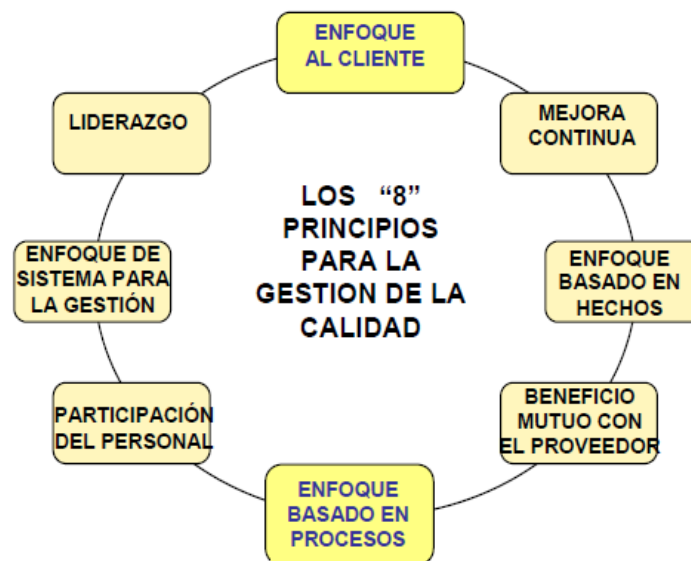 ENFOQUE
AL CLIENTE
LIDERAZGO
MEJORA
CONTINUA
LOS “8”
PRINCIPIOS
PARA LA
GESTION DE LA
CALIDAD
ENFOQUE DE
SISTEMA PARA
LA GESTIÓN
ENFOQUE
BASADO EN
HECHOS
PARTICIPACIÓN
DEL PERSONAL
BENEFICIO
MUTUO CON
EL PROVEEDOR
ENFOQUE
BASADO EN
PROCESOS